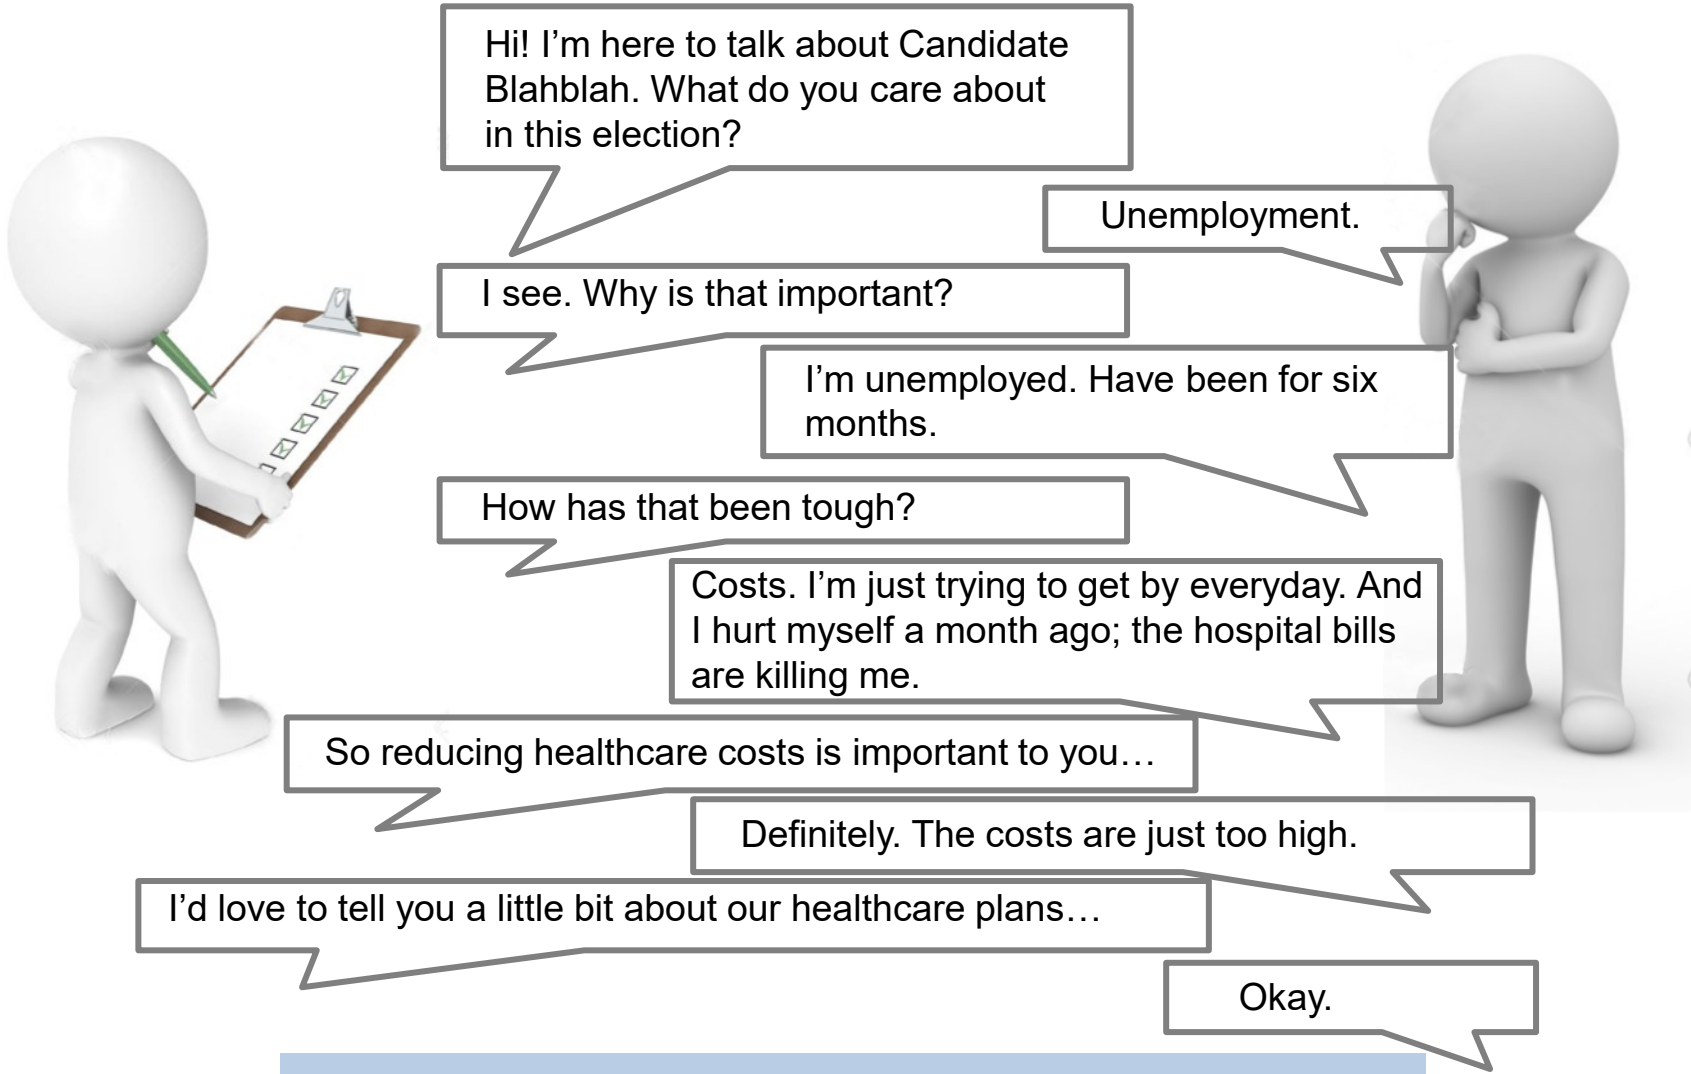 Hi! I’m here to talk about Candidate
Blahblah. What do you care about
in this election?
Unemployment.
I see. Why is that important?
I’m unemployed. Have been for six
months.
How has that been tough?
Costs. I’m just trying to get by everyday. And
I hurt myself a month ago; the hospital bills
are killing me.
So reducing healthcare costs is important to you…
Definitely. The costs are just too high.
I’d love to tell you a little bit about our healthcare plans…
Okay.